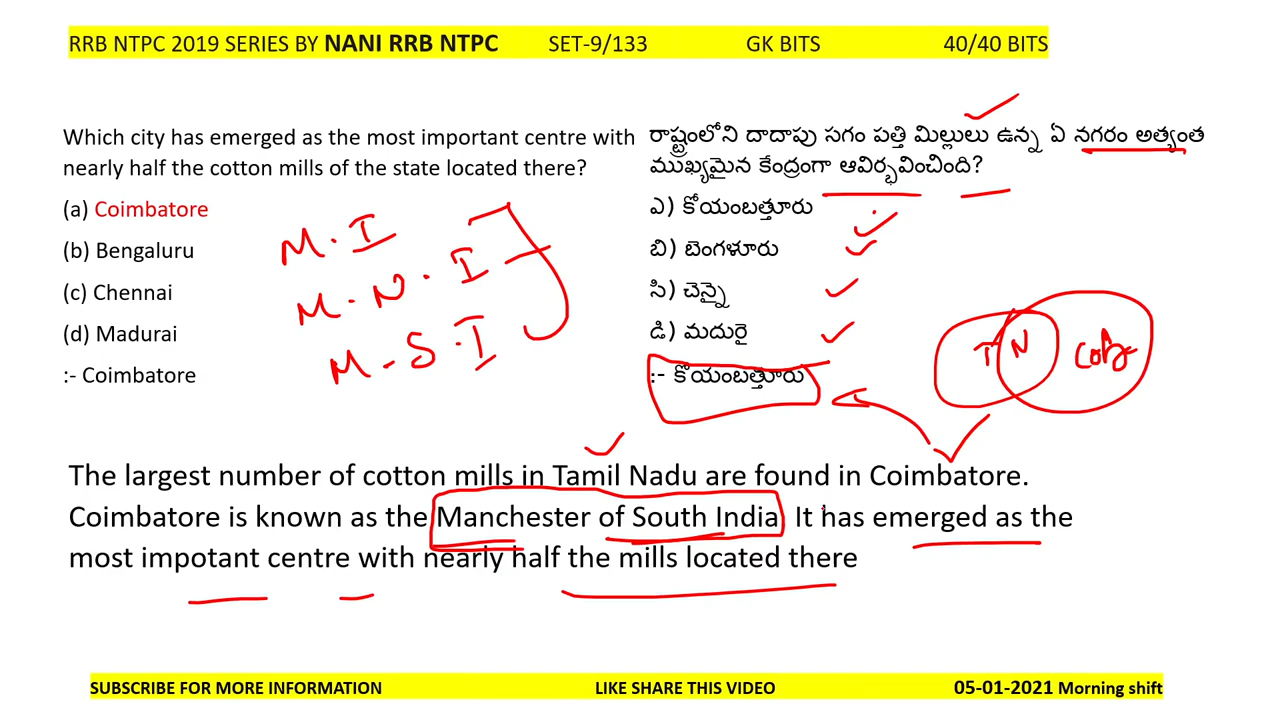 RRB NTPC 2019 SERIES BY NANI RRB NTPC SET-9/133 GK BITS 40/40 BITS
Which city has emerged as the most important centre with
nearly half the cotton mills of the state located there?
(a) Coimbatore
(b) Bengaluru
(c) Chennai
(d) Madurai
:- Coimbatore
రాష్ట్రంలోని దాదాపు సగం పత్తి మిల్లులు ఉన్న ఏ నగరం అత్యంత
ముఖ్యమైన కేంద్రంగా ఆవిర్భవించింది?
ఎ) కోయంబత్తూరు
బి) బెంగళూరు
సి) చెన్నై
డి) మదురై
:- కోయంబత్తూరు
M. I
M. N. I
M-S.I
TN
The largest number of cotton mills in Tamil Nadu are found in Coimbatore.
Coimbatore is known as the Manchester of South India. It has emerged as the
most impotant centre with nearly half the mills located there
SUBSCRIBE FOR MORE INFORMATION LIKE SHARE THIS VIDEO 05-01-2021 Morning shift